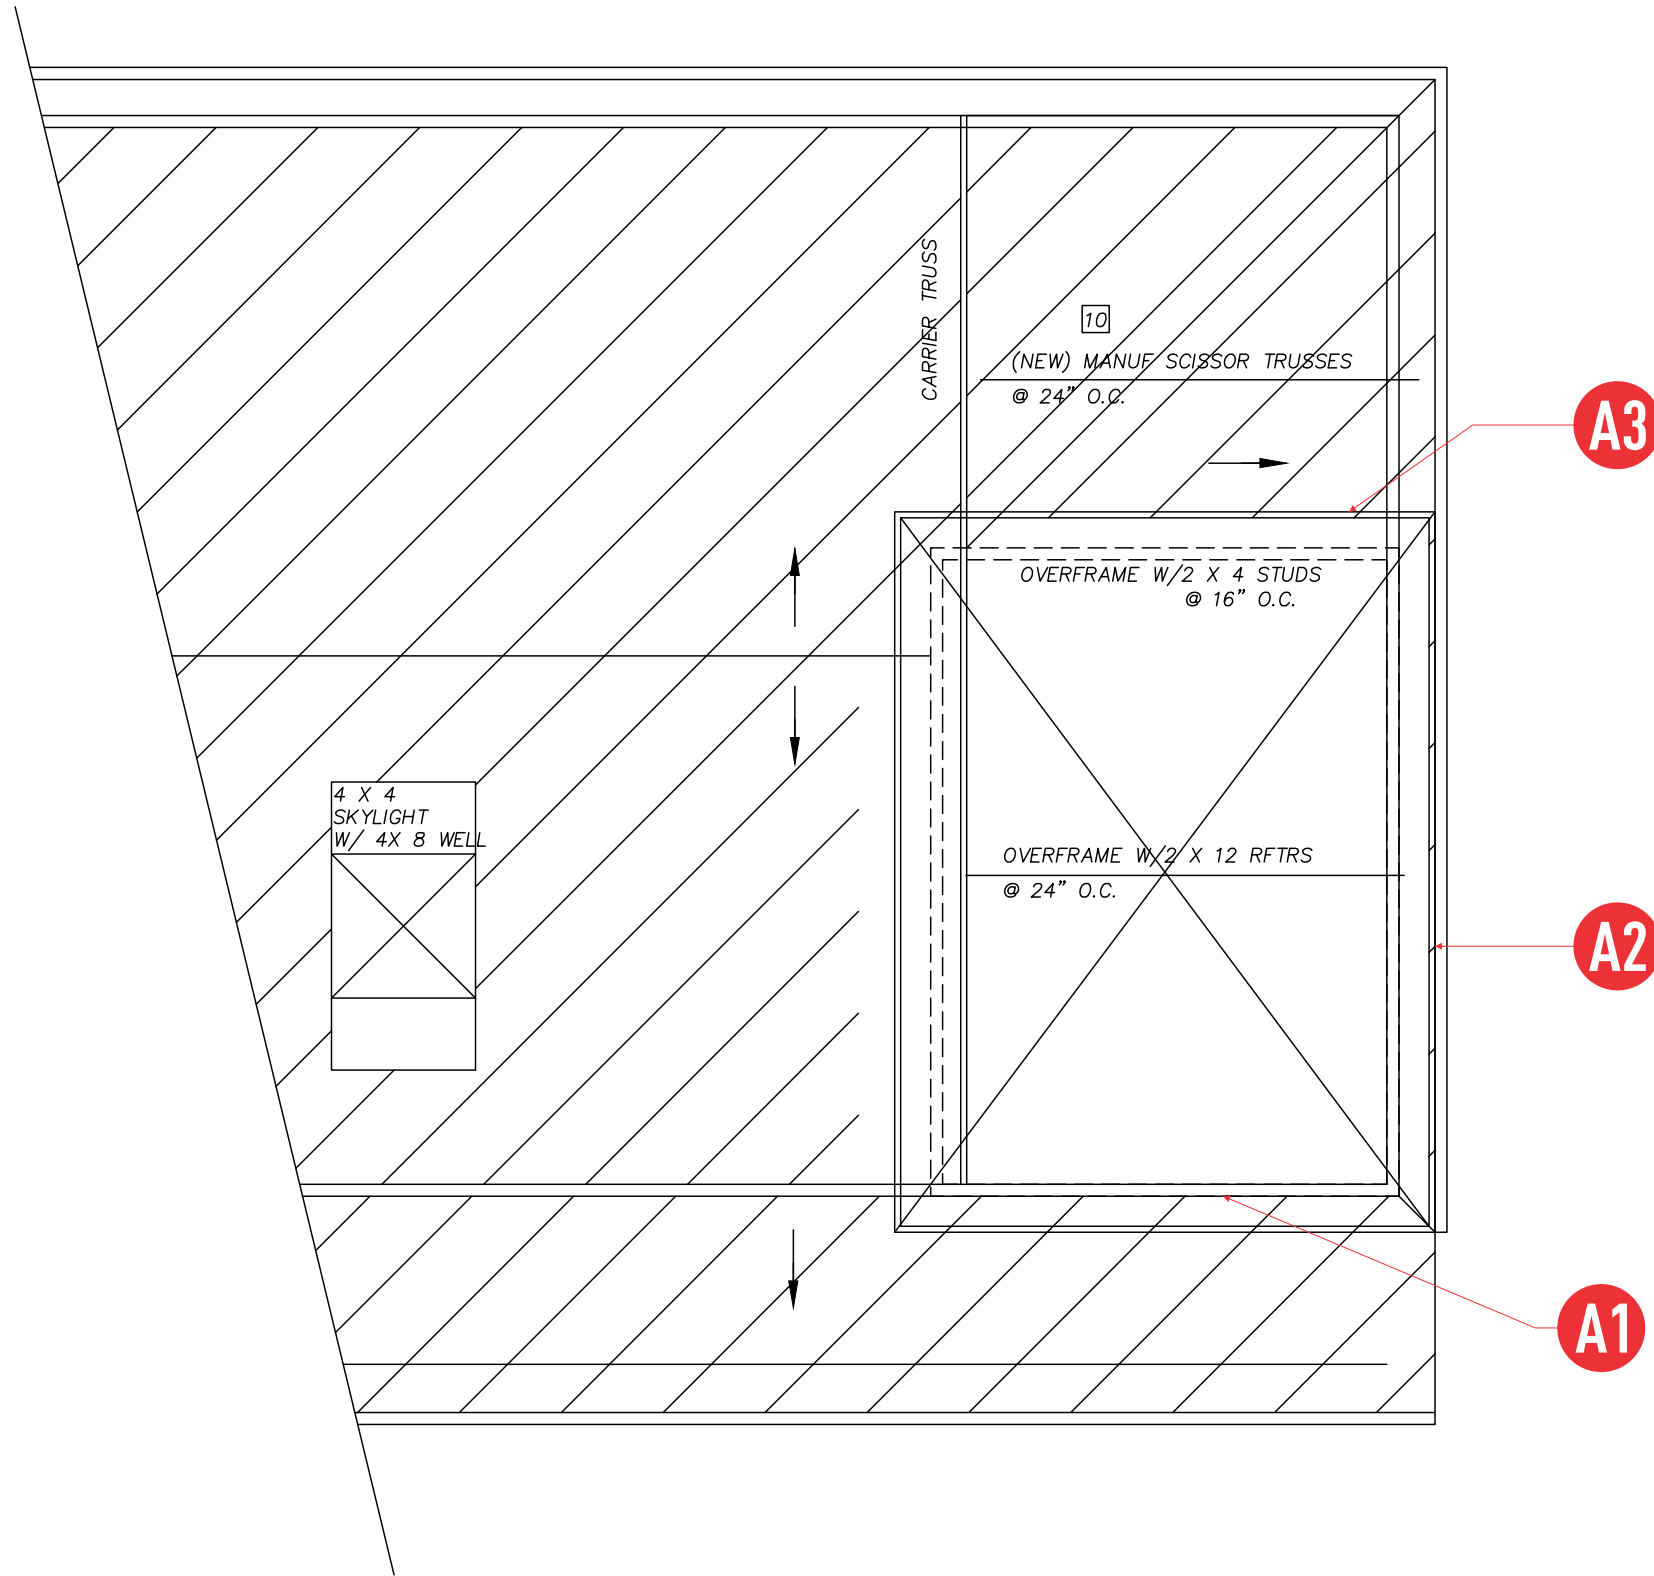 CARRIER TRUSS
10
(NEW) MANUF SCISSOR TRUSSES
@ 24" O.C.
A3
OVERFRAME W/2 X 4 STUDS
@ 16" O.C.
4 X 4
SKYLIGHT
W/ 4X 8 WELL
OVERFRAME W/2 X 12 RFTRS
@ 24" O.C.
A2
A1